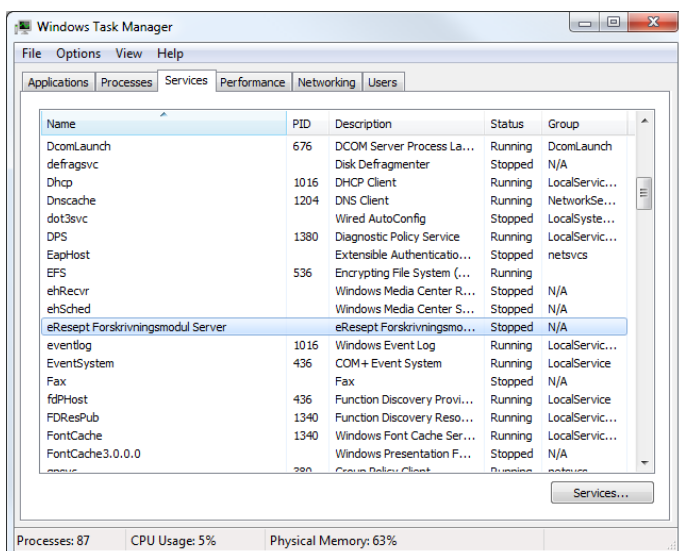 Windows Task Manager
File Options View Help
Applications Processes Services Performance Networking Users
Name PID Description Status Group
DcomLaunch 676 DCOM Server Process La... Running DcomLaunch
defragsvc Disk Defragmenter Stopped N/A
Dhcp 1016 DHCP Client Running LocalServic...
Dnscache 1204 DNS Client Running NetworkSe...
dot3svc Wired AutoConfig Stopped LocalSyste...
DPS 1380 Diagnostic Policy Service Running LocalServic...
EapHost Extensible Authenticatio... Stopped netsvcs
EFS 536 Encrypting File System (... Running
ehRecvr Windows Media Center R... Stopped N/A
ehSched Windows Media Center S... Stopped N/A
eResept Forskrivningsmodul Server eResept Forskrivningsmo... Stopped N/A
eventlog 1016 Windows Event Log Running LocalServic...
EventSystem 436 COM+ Event System Running LocalService
Fax Fax Stopped N/A
fdPHost 436 Function Discovery Provi... Running LocalService
FDResPub 1340 Function Discovery Reso... Running LocalServic...
FontCache 1340 Windows Font Cache Ser... Running LocalServic...
FontCache3.0.0.0 Windows Presentation F... Stopped N/A
gpsvc 380 Group Policy Client Running netsvcs
Services...
Processes: 87 CPU Usage: 5% Physical Memory: 63%